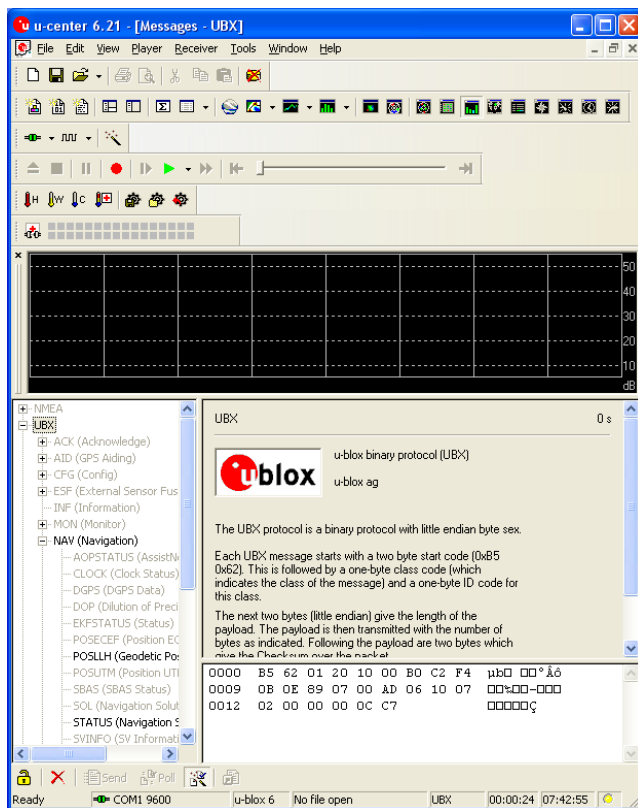 u-center 6.21 - [Messages - UBX]
File Edit View Player Receiver Tools Window Help
H W C
50
40
30
20
10
dB
NMEA
UBX
ACK (Acknowledge)
AID (GPS Aiding)
CFG (Config)
ESF (External Sensor Fus
INF (Information)
MON (Monitor)
NAV (Navigation)
AOPSTATUS (AssistN
CLOCK (Clock Status)
DGPS (DGPS Data)
DOP (Dilution of Preci
EKFSTATUS (Status)
POSECEF (Position EC
POSLLH (Geodetic Pos
POSUTM (Position UTI
SBAS (SBAS Status)
SOL (Navigation Solut
STATUS (Navigation S
SVINFO (SV Informati
UBX 0 s
ublox
u-blox binary protocol (UBX)
u-blox ag
The UBX protocol is a binary protocol with little endian byte sex.
Each UBX message starts with a two byte start code (0xB5
0x62). This is followed by a one-byte class code (which
indicates the class of the message) and a one-byte ID code for
this class.
The next two bytes (little endian) give the length of the
payload. The payload is then transmitted with the number of
bytes as indicated. Following the payload are two bytes which
give the Checksum over the packet
0000 B5 62 01 20 10 00 B0 C2 F4 µb□ □□°Âô
0009 0B 0E 89 07 00 AD 06 10 07 □□‰□□-□□□
0012 02 00 00 00 0C C7 □□□□□Ç
Send Poll
Ready COM1 9600 u-blox 6 No file open UBX 00:00:24 07:42:55